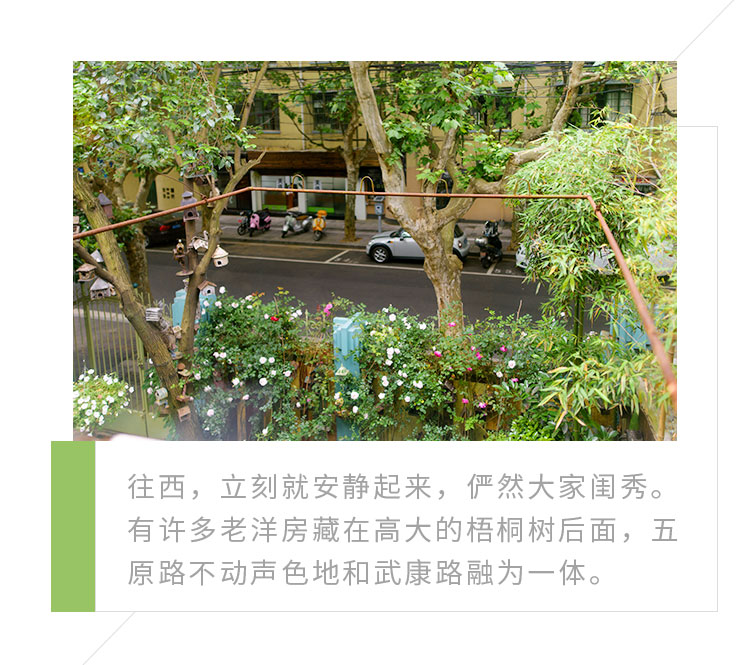 往西，立刻就安静起来，俨然大家闺秀。
有许多老洋房藏在高大的梧桐树后面，五
原路不动声色地和武康路融为一体。